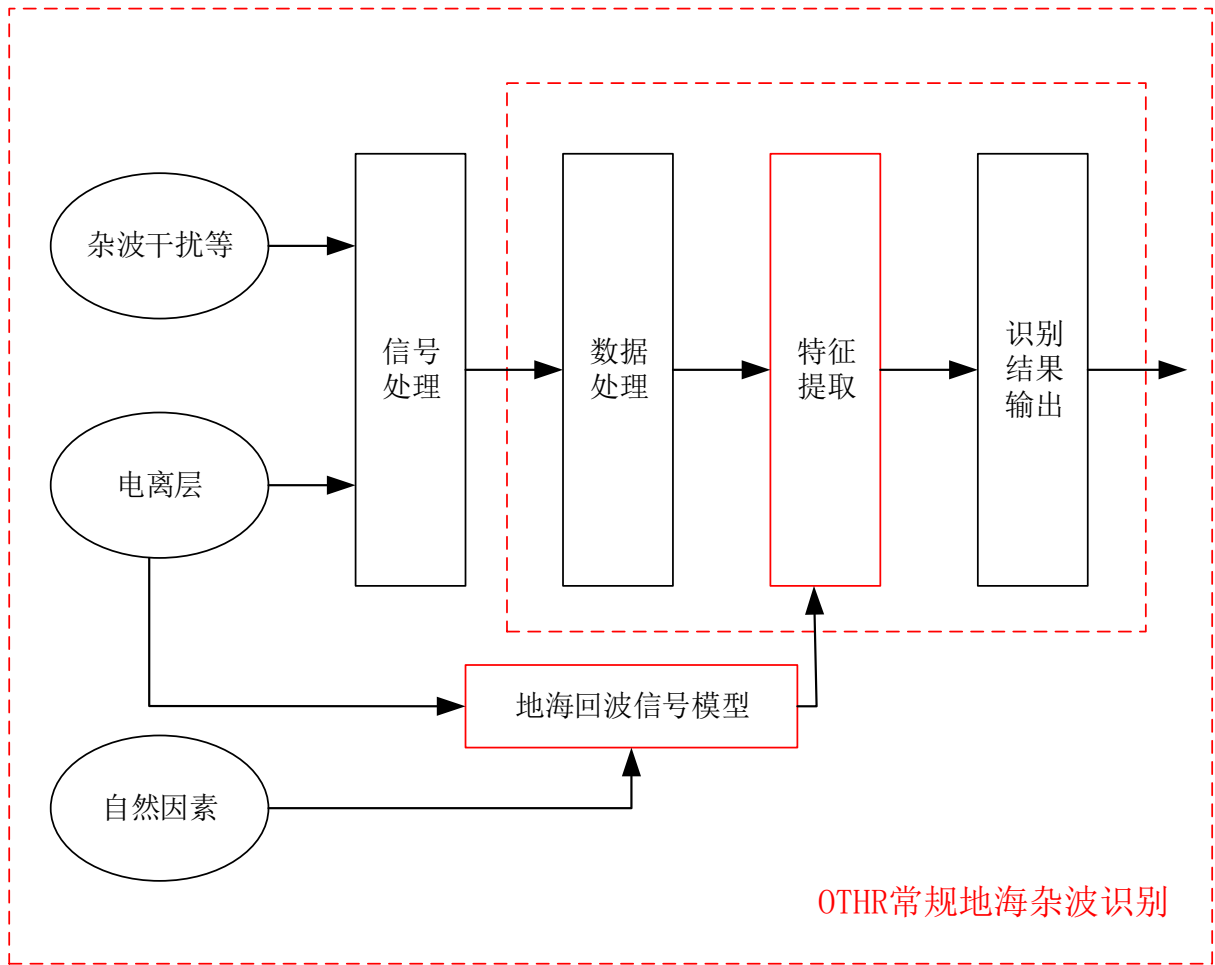 杂波干扰等
电离层
自然因素
信号
处理
数据
处理
特征
提取
识别
结果
输出
地海回波信号模型
OTHR常规地海杂波识别